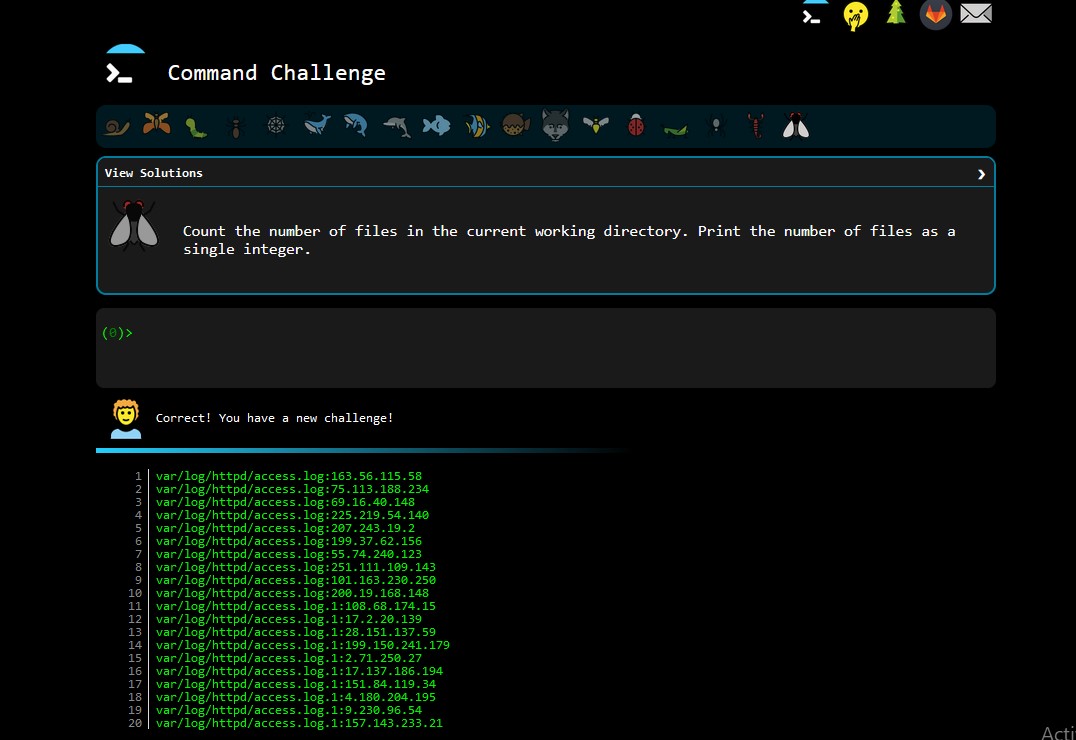 Command Challenge
View Solutions
Count the number of files in the current working directory. Print the number of files as a
single integer.
(0)>
Correct! You have a new challenge!
1 var/log/httpd/access.log:163.56.115.58
2 var/log/httpd/access.log:75.113.188.234
3 var/log/httpd/access.log:69.16.40.148
4 var/log/httpd/access.log:225.219.54.140
5 var/log/httpd/access.log:207.243.19.2
6 var/log/httpd/access.log:199.37.62.156
7 var/log/httpd/access.log:55.74.240.123
8 var/log/httpd/access.log:251.111.109.143
9 var/log/httpd/access.log:101.163.230.250
10 var/log/httpd/access.log:200.19.168.148
11 var/log/httpd/access.log.1:108.68.174.15
12 var/log/httpd/access.log.1:17.2.20.139
13 var/log/httpd/access.log.1:28.151.137.59
14 var/log/httpd/access.log.1:199.150.241.179
15 var/log/httpd/access.log.1:2.71.250.27
16 var/log/httpd/access.log.1:17.137.186.194
17 var/log/httpd/access.log.1:151.84.119.34
18 var/log/httpd/access.log.1:4.180.204.195
19 var/log/httpd/access.log.1:9.230.96.54
20 var/log/httpd/access.log.1:157.143.233.21